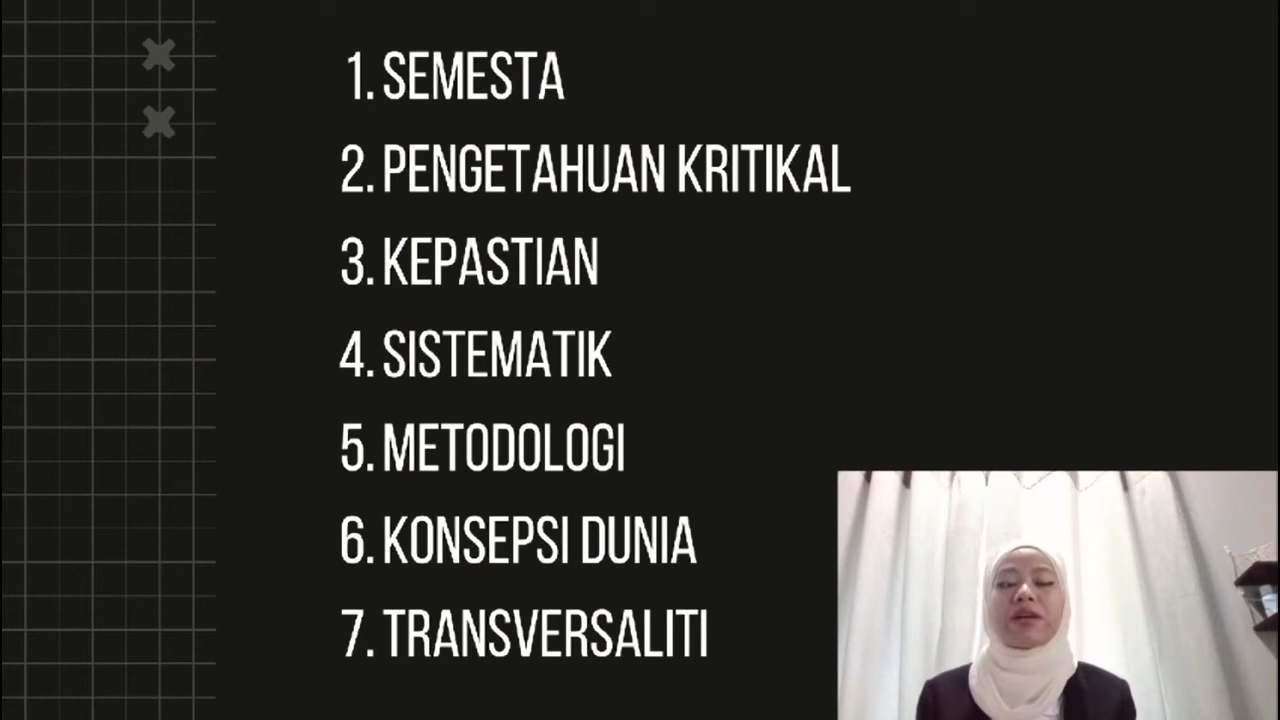 1. SEMESTA
2. PENGETAHUAN KRITIKAL
3. KEPASTIAN
4. SISTEMATIK
5. METODOLOGI
6. KONSEPSI DUNIA
7. TRANSVERSALITI